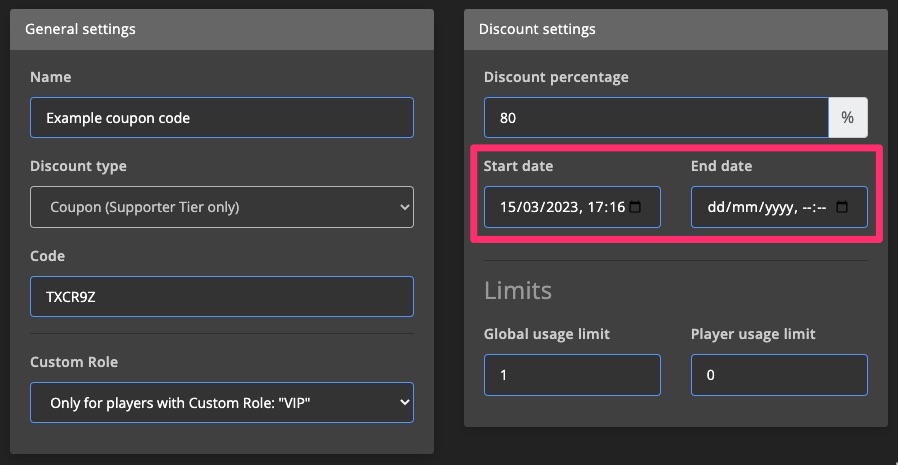 General settings
Name
Example coupon code
Discount type
Coupon (Supporter Tier only)
Code
TXCR9Z
Custom Role
Only for players with Custom Role: "VIP"
Discount settings
Discount percentage
80 %
Start date End date
15/03/2023, 17:16 dd/mm/yyyy, --:--
Limits
Global usage limit Player usage limit
1 0